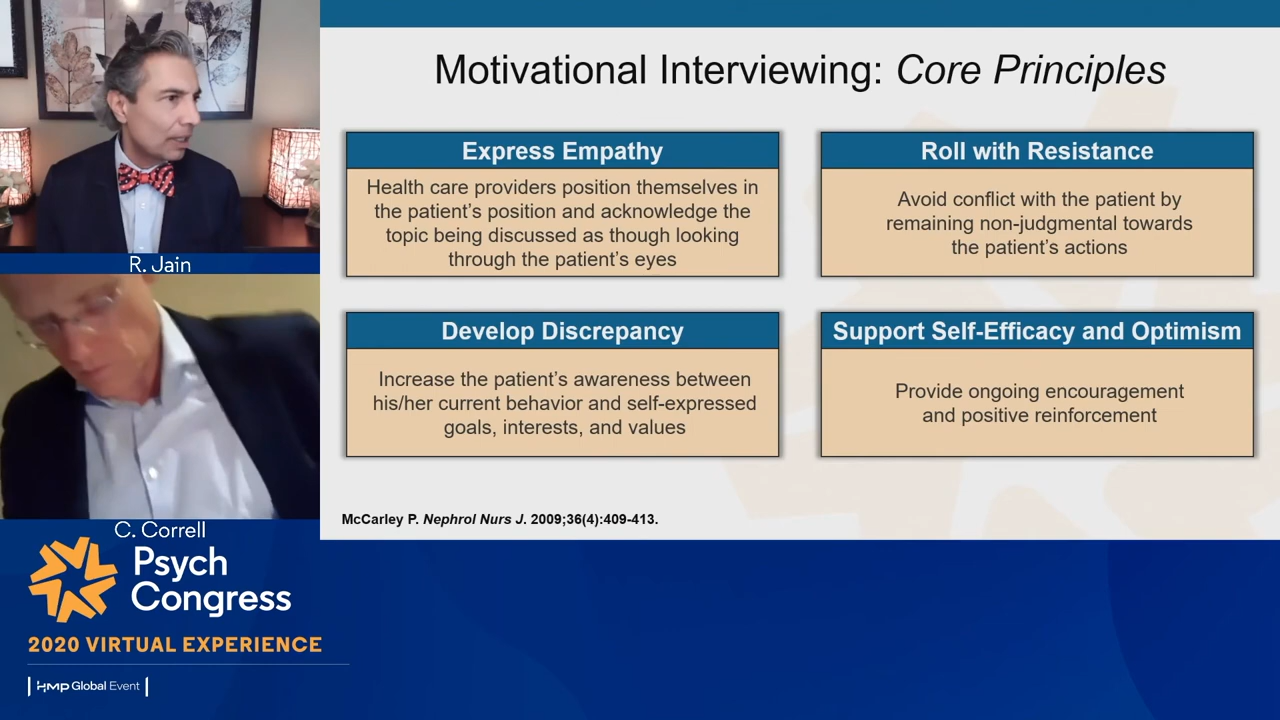 Motivational Interviewing: Core Principles
Express Empathy
Health care providers position themselves in
the patient's position and acknowledge the
topic being discussed as though looking
through the patient's eyes
Roll with Resistance
Avoid conflict with the patient by
remaining non-judgmental towards
the patient's actions
Develop Discrepancy
Increase the patient's awareness between
his/her current behavior and self-expressed
goals, interests, and values
Support Self-Efficacy and Optimism
Provide ongoing encouragement
and positive reinforcement
McCarley P. Nephrol Nurs J. 2009;36(4):409-413.
R. Jain
C. Correll
Psych
Congress
2020 VIRTUAL EXPERIENCE
HMP Global Event